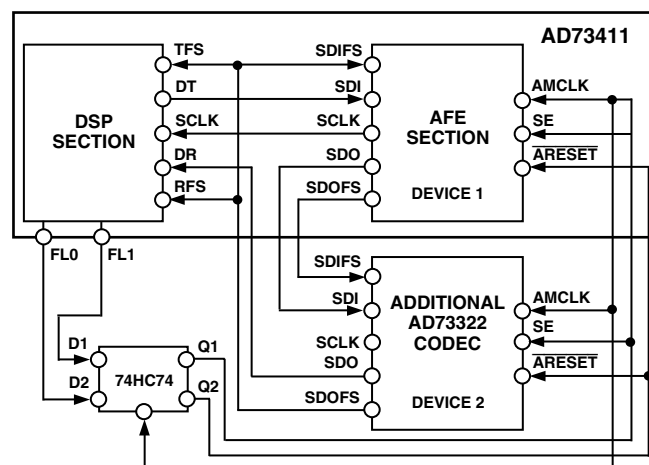 AD73411
TFS
SDIFS
DT
SDI
AMCLK
DSP
SECTION
SCLK
SCLK
AFE
SECTION
SE
DR
SDO
ARESET
RFS
SDOFS
DEVICE 1
FL0
FL1
SDIFS
SDI
ADDITIONAL
AD73322
CODEC
AMCLK
SCLK
SE
D1
Q1
SDO
ARESET
74HC74
D2
Q2
SDOFS
DEVICE 2